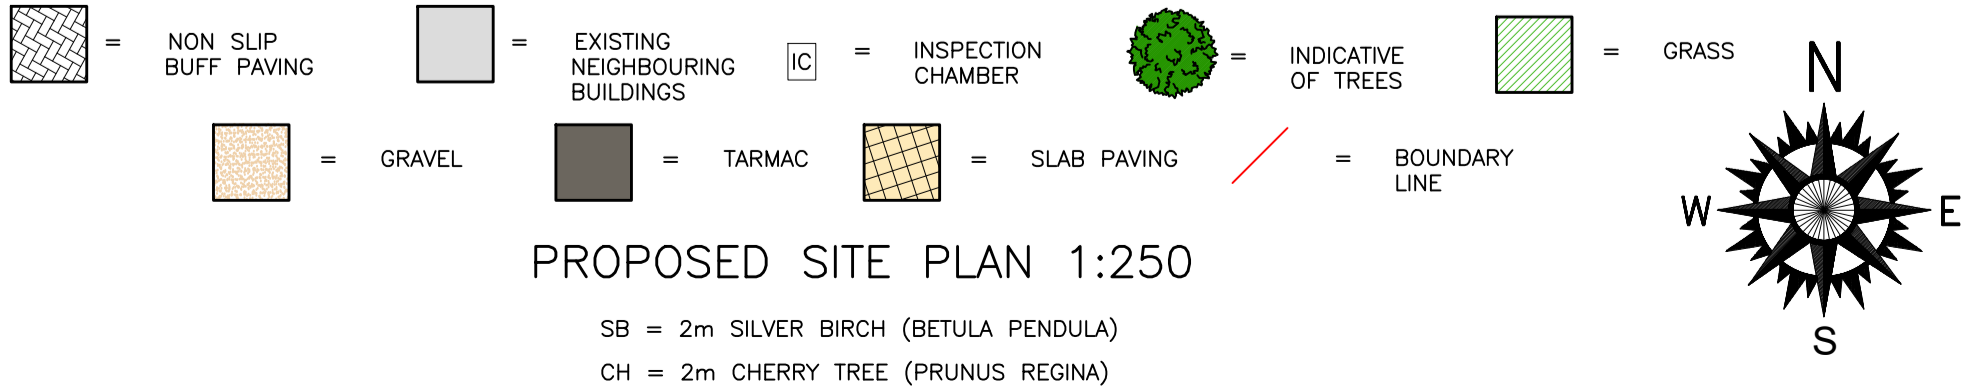 = NON SLIP
BUFF PAVING
= EXISTING
NEIGHBOURING
BUILDINGS
IC = INSPECTION
CHAMBER
= INDICATIVE
OF TREES
= GRASS
= GRAVEL
= TARMAC
= SLAB PAVING
= BOUNDARY
LINE
N
W E
S
PROPOSED SITE PLAN 1:250
SB = 2m SILVER BIRCH (BETULA PENDULA)
CH = 2m CHERRY TREE (PRUNUS REGINA)